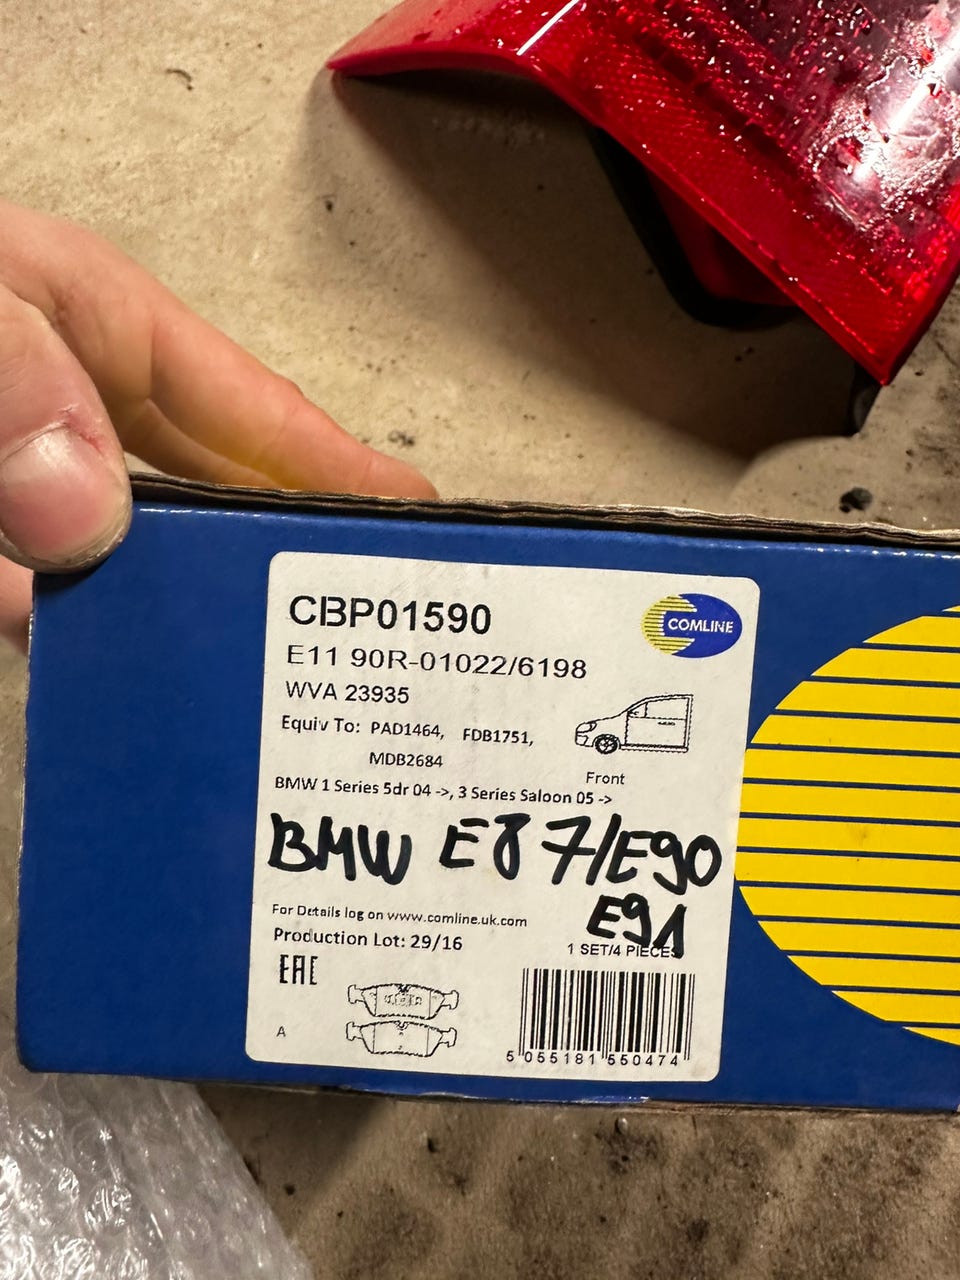 CBP01590
COMLINE
E11 90R-01022/6198
WVA 23935
Equiv To: PAD1464, FDB1751,
MDB2684
Front
BMW 1 Series 5dr 04 ->, 3 Series Saloon 05 ->
BMW E87/E90
E91
For Details log on www.comline.uk.com
Production Lot: 29/16
1 SET/4 PIECES
EAC
A
5 055181 550474